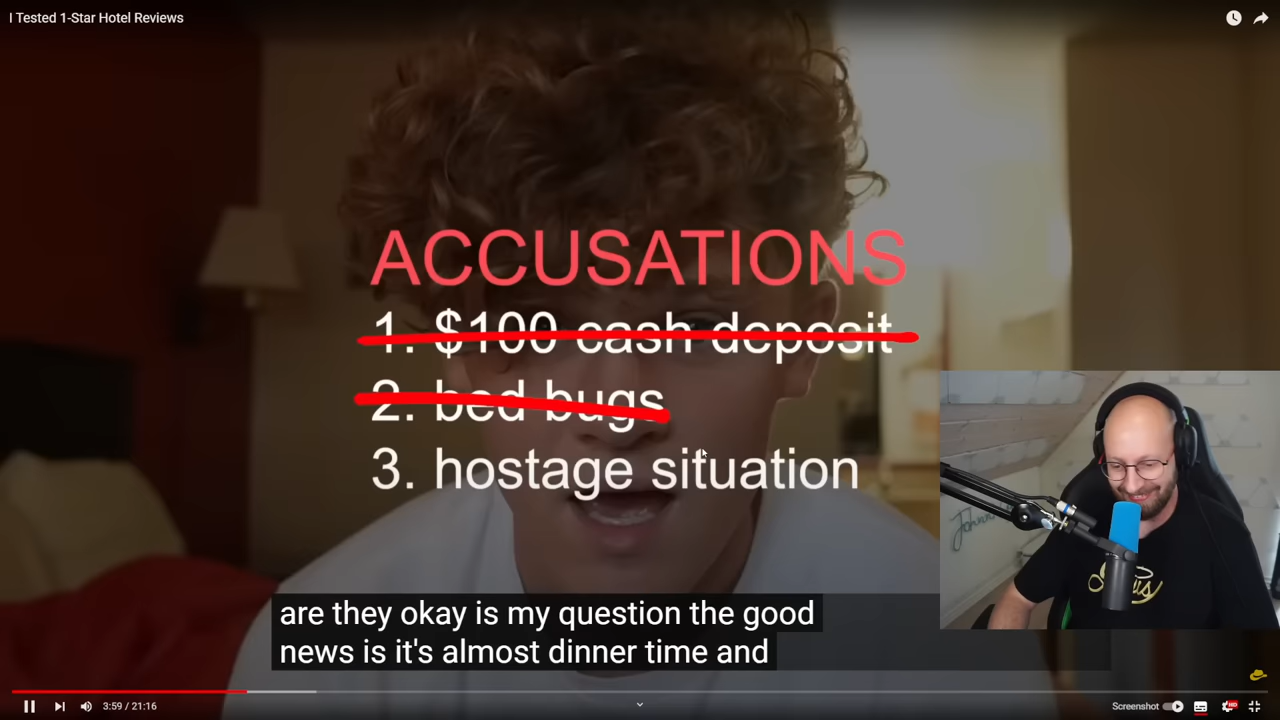 I Tested 1-Star Hotel Reviews
ACCUSATIONS
1. $100 cash deposit
2. bed bugs
3. hostage situation
are they okay is my question the good
news is it's almost dinner time and
3:59 / 21:16
Screenshot
HD